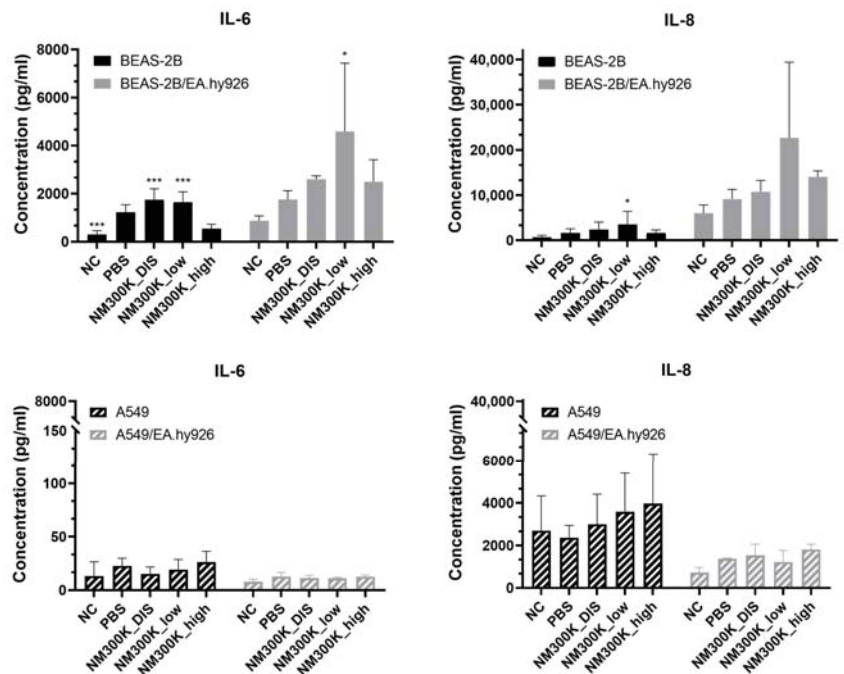 IL-6
Concentration (pg/ml)
8000
6000
4000
2000
0
BEAS-2B
BEAS-2B/EA.hy926
***
***
***
*
NC
PBS
NM300K_DIS
NM300K_low
NM300K_high
NC
PBS
NM300K_DIS
NM300K_low
NM300K_high
IL-8
Concentration (pg/ml)
40,000
30,000
20,000
10,000
0
BEAS-2B
BEAS-2B/EA.hy926
*
NC
PBS
NM300K_DIS
NM300K_low
NM300K_high
NC
PBS
NM300K_DIS
NM300K_low
NM300K_high
IL-6
Concentration (pg/ml)
8000
150
100
50
0
A549
A549/EA.hy926
NC
PBS
NM300K_DIS
NM300K_low
NM300K_high
NC
PBS
NM300K_DIS
NM300K_low
NM300K_high
IL-8
Concentration (pg/ml)
40,000
6000
4000
2000
0
A549
A549/EA.hy926
NC
PBS
NM300K_DIS
NM300K_low
NM300K_high
NC
PBS
NM300K_DIS
NM300K_low
NM300K_high